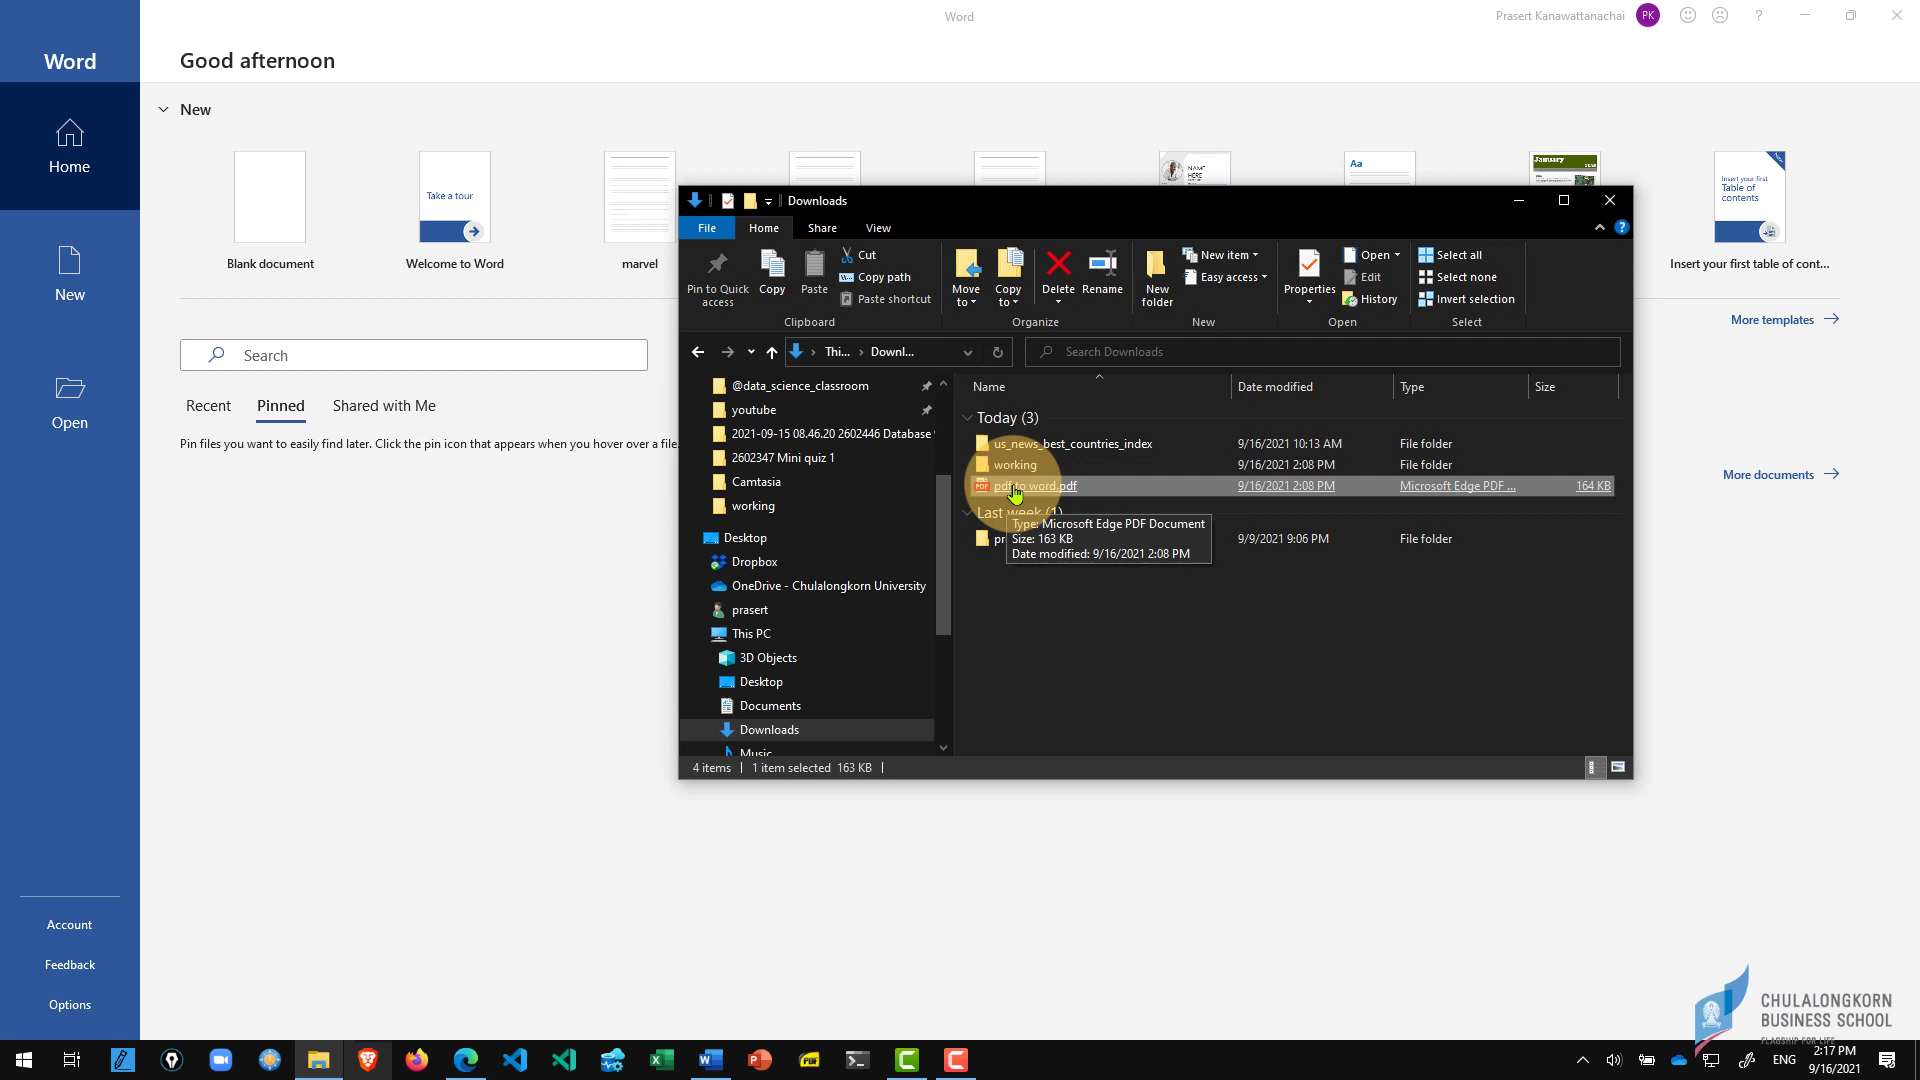 Word
Prasert Kanawattanachai
PK
?
Word
Good afternoon
New
Home
New
Open
Take a tour
Aa
January
NAME
HERE
Insert your first
Table of
contents
New
Blank document
Welcome to Word
marvel
Insert your first table of cont...
More templates
Search
Recent
Pinned
Shared with Me
Pin files you want to easily find later. Click the pin icon that appears when you hover over a file.
More documents
Downloads
File
Home
Share
View
?
Pin to Quick
access
Copy
Paste
Cut
Copy path
Paste shortcut
Clipboard
Move
to
Copy
to
Delete
Rename
Organize
New
folder
New item
Easy access
New
Properties
Open
Edit
History
Open
Select all
Select none
Invert selection
Select
Thi...
Downl...
Search Downloads
@data_science_classroom
youtube
2021-09-15 08.46.20 2602446 Database
2602347 Mini quiz 1
Camtasia
working
Desktop
Dropbox
OneDrive - Chulalongkorn University
prasert
This PC
3D Objects
Desktop
Documents
Downloads
Music
Name
Date modified
Type
Size
Today (3)
us_news_best_countries_index
9/16/2021 10:13 AM
File folder
working
9/16/2021 2:08 PM
File folder
PDF
pdf to word.pdf
9/16/2021 2:08 PM
Microsoft Edge PDF ...
164 KB
Last week (1)
pr
9/9/2021 9:06 PM
File folder
Type: Microsoft Edge PDF Document
Size: 163 KB
Date modified: 9/16/2021 2:08 PM
4 items
1 item selected 163 KB
Account
Feedback
Options
CHULALONGKORN
BUSINESS SCHOOL
FLAGSHIP FOR LIFE
PDF
ENG
2:17 PM
9/16/2021